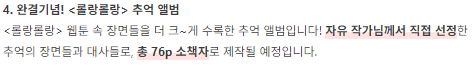 4. 완결기념! <롤랑롤랑> 추억 앨범
<롤랑롤랑> 웹툰 속 장면들을 더 크~게 수록한 추억 앨범입니다! 자유 작가님께서 직접 선정한
추억의 장면들과 대사들로, 총 76p 소책자로 제작될 예정입니다.